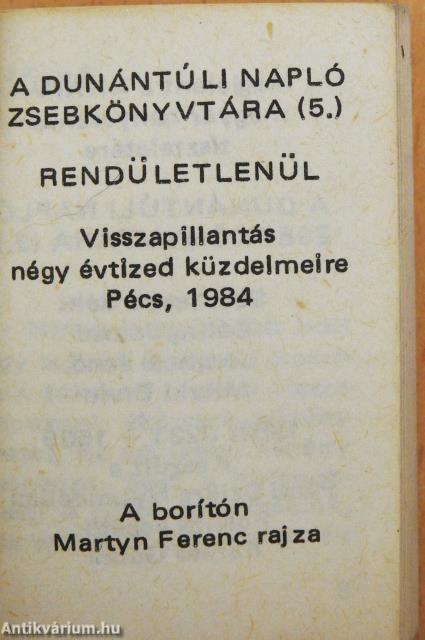 A DUNÁNTÚLI NAPLÓ
ZSEBKÖNYVTÁRA (5.)
RENDÜLETLENÜL
Visszapillantás
négy évtized küzdelmeire
Pécs, 1984
A borítón
Martyn Ferenc rajza
Antikvárium.hu